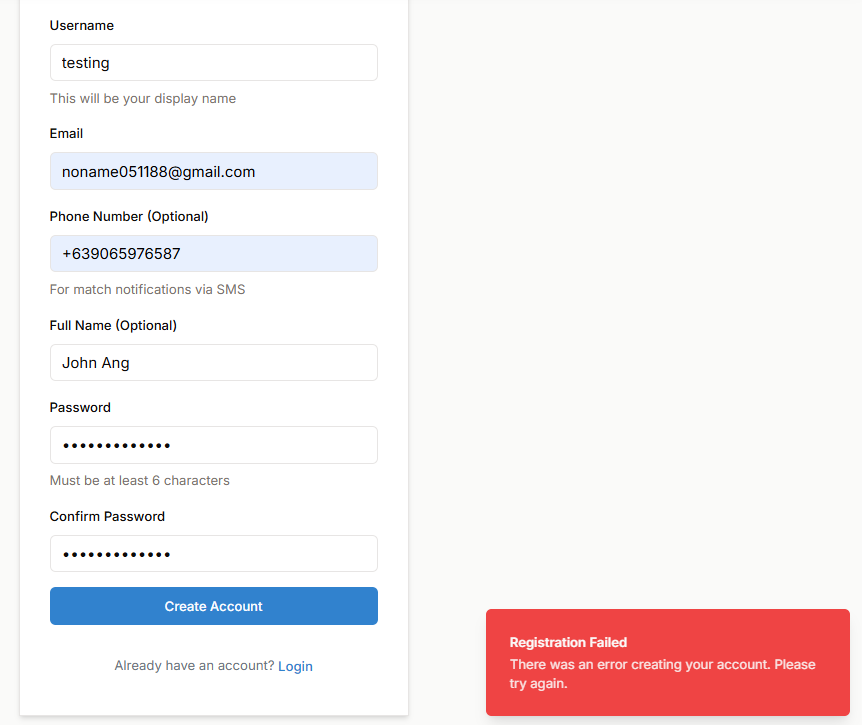 Username
testing
This will be your display name
Email
noname051188@gmail.com
Phone Number (Optional)
+639065976587
For match notifications via SMS
Full Name (Optional)
John Ang
Password
•••••••••••••
Must be at least 6 characters
Confirm Password
•••••••••••••
Create Account
Already have an account? Login
Registration Failed
There was an error creating your account. Please
try again.